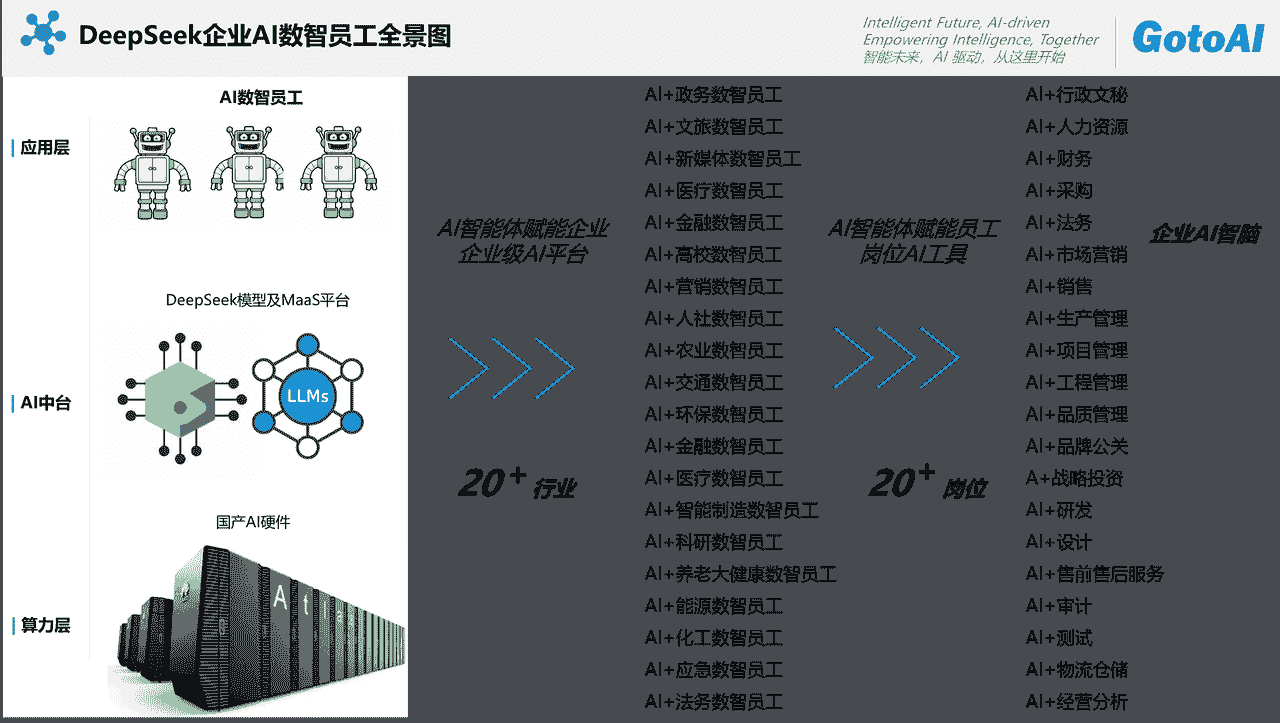 DeepSeek企业AI数智员工全景图
Intelligent Future, AI-driven
Empowering Intelligence, Together
智能未来，AI 驱动，从这里开始
GotoAI
AI数智员工
应用层
DeepSeek模型及MaaS平台
LLMs
AI中台
国产AI硬件
Atlas
算力层
AI智能体赋能企业
企业级AI平台
20+ 行业
AI+政务数智员工
AI+文旅数智员工
AI+新媒体数智员工
AI+医疗数智员工
AI+金融数智员工
AI+高校数智员工
AI+营销数智员工
AI+人社数智员工
AI+农业数智员工
AI+交通数智员工
AI+环保数智员工
AI+金融数智员工
AI+医疗数智员工
AI+智能制造数智员工
AI+科研数智员工
AI+养老大健康数智员工
AI+能源数智员工
AI+化工数智员工
AI+应急数智员工
AI+法务数智员工
AI智能体赋能员工
岗位AI工具
20+ 岗位
AI+行政文秘
AI+人力资源
AI+财务
AI+采购
AI+法务
AI+市场营销
AI+销售
AI+生产管理
AI+项目管理
AI+工程管理
AI+品质管理
AI+品牌公关
A+战略投资
AI+研发
AI+设计
AI+售前售后服务
AI+审计
AI+测试
AI+物流仓储
AI+经营分析
企业AI智脑